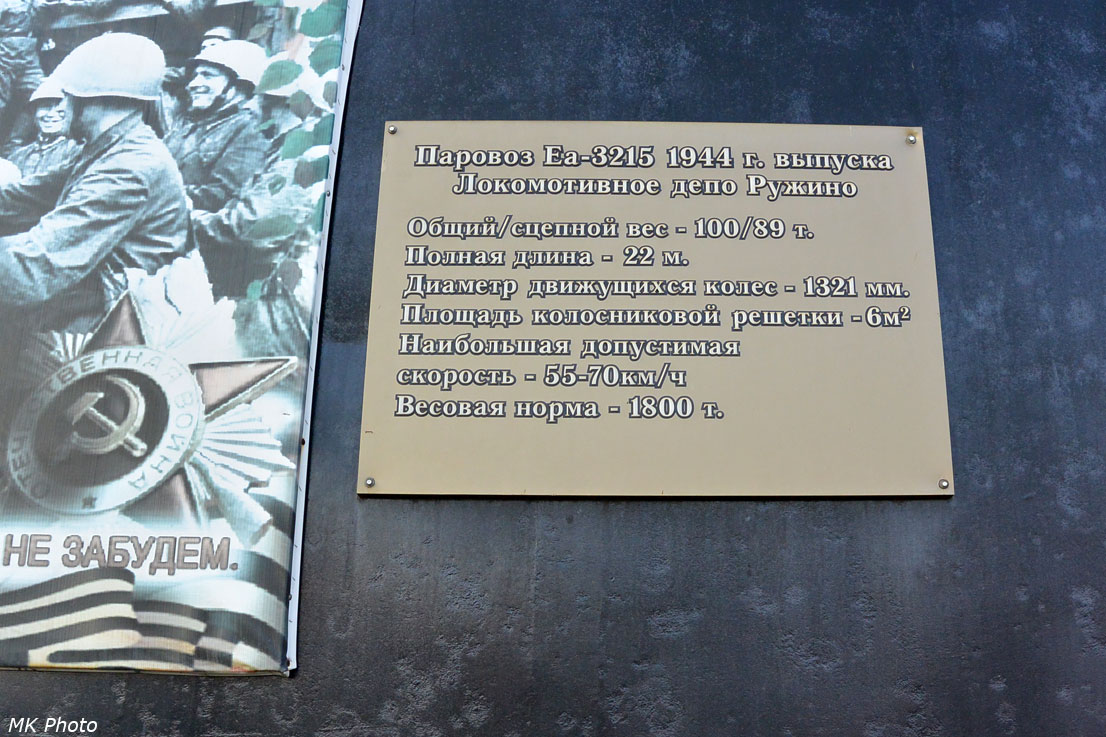 Паровоз Еа-3215 1944 г. выпуска
Локомотивное депо Ружино
Общий/сцепной вес - 100/89 т.
Полная длина - 22 м.
Диаметр движущихся колес - 1321 мм.
Площадь колосниковой решетки - 6м²
Наибольшая допустимая
скорость - 55-70км/ч
Весовая норма - 1800 т.
ВОЙНА
НЕ ЗАБУДЕМ.
MK Photo